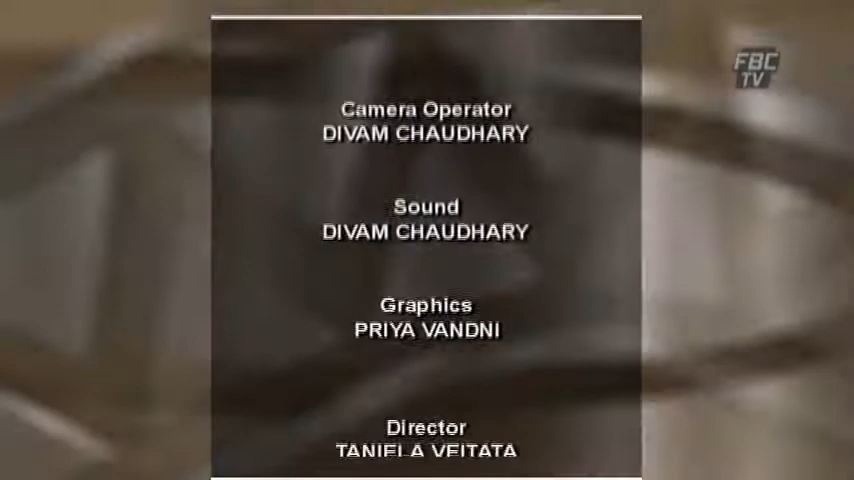 FBC
TV
Camera Operator
DIVAM CHAUDHARY
Sound
DIVAM CHAUDHARY
Graphics
PRIYA VANDNI
Director
TANIELA VEITATA